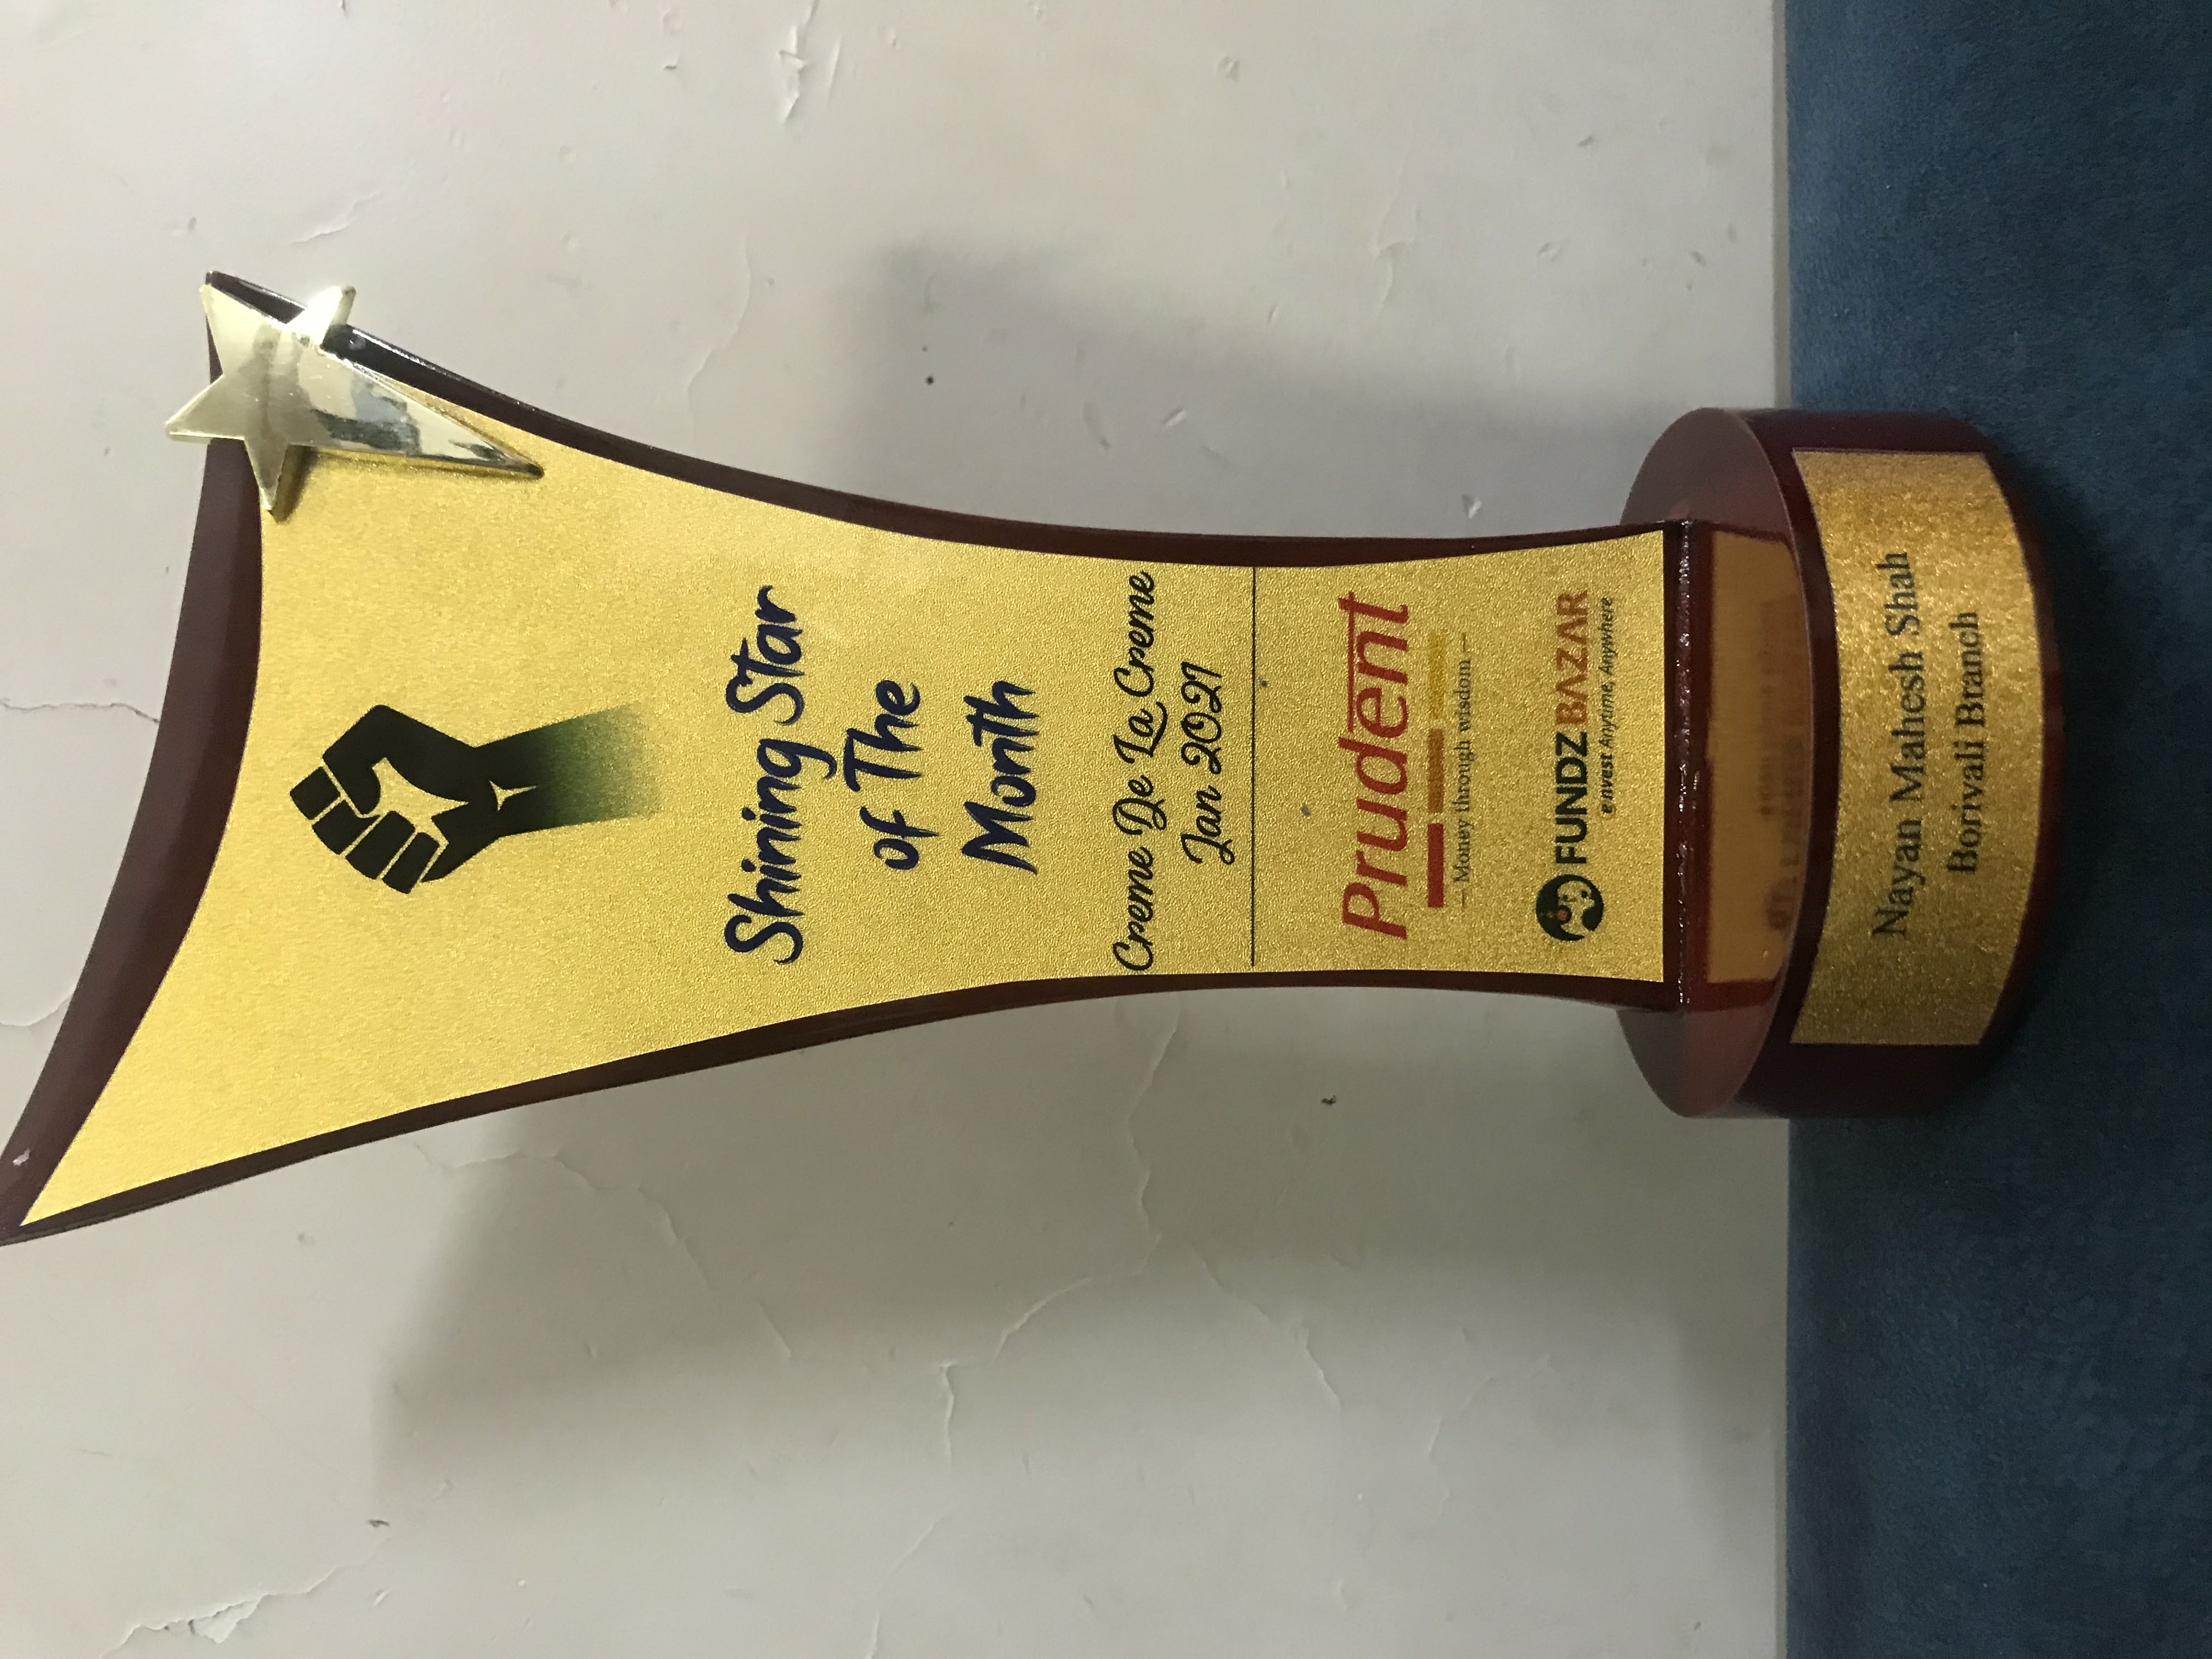 Shining Star
of The
Month
Creme De La Creme
Jan 2021
Prudent
— Money through wisdom —
FUNDZ BAZAR
e nvest Anytime, Anywhere
Nayan Mahesh Shah
Borivali Branch